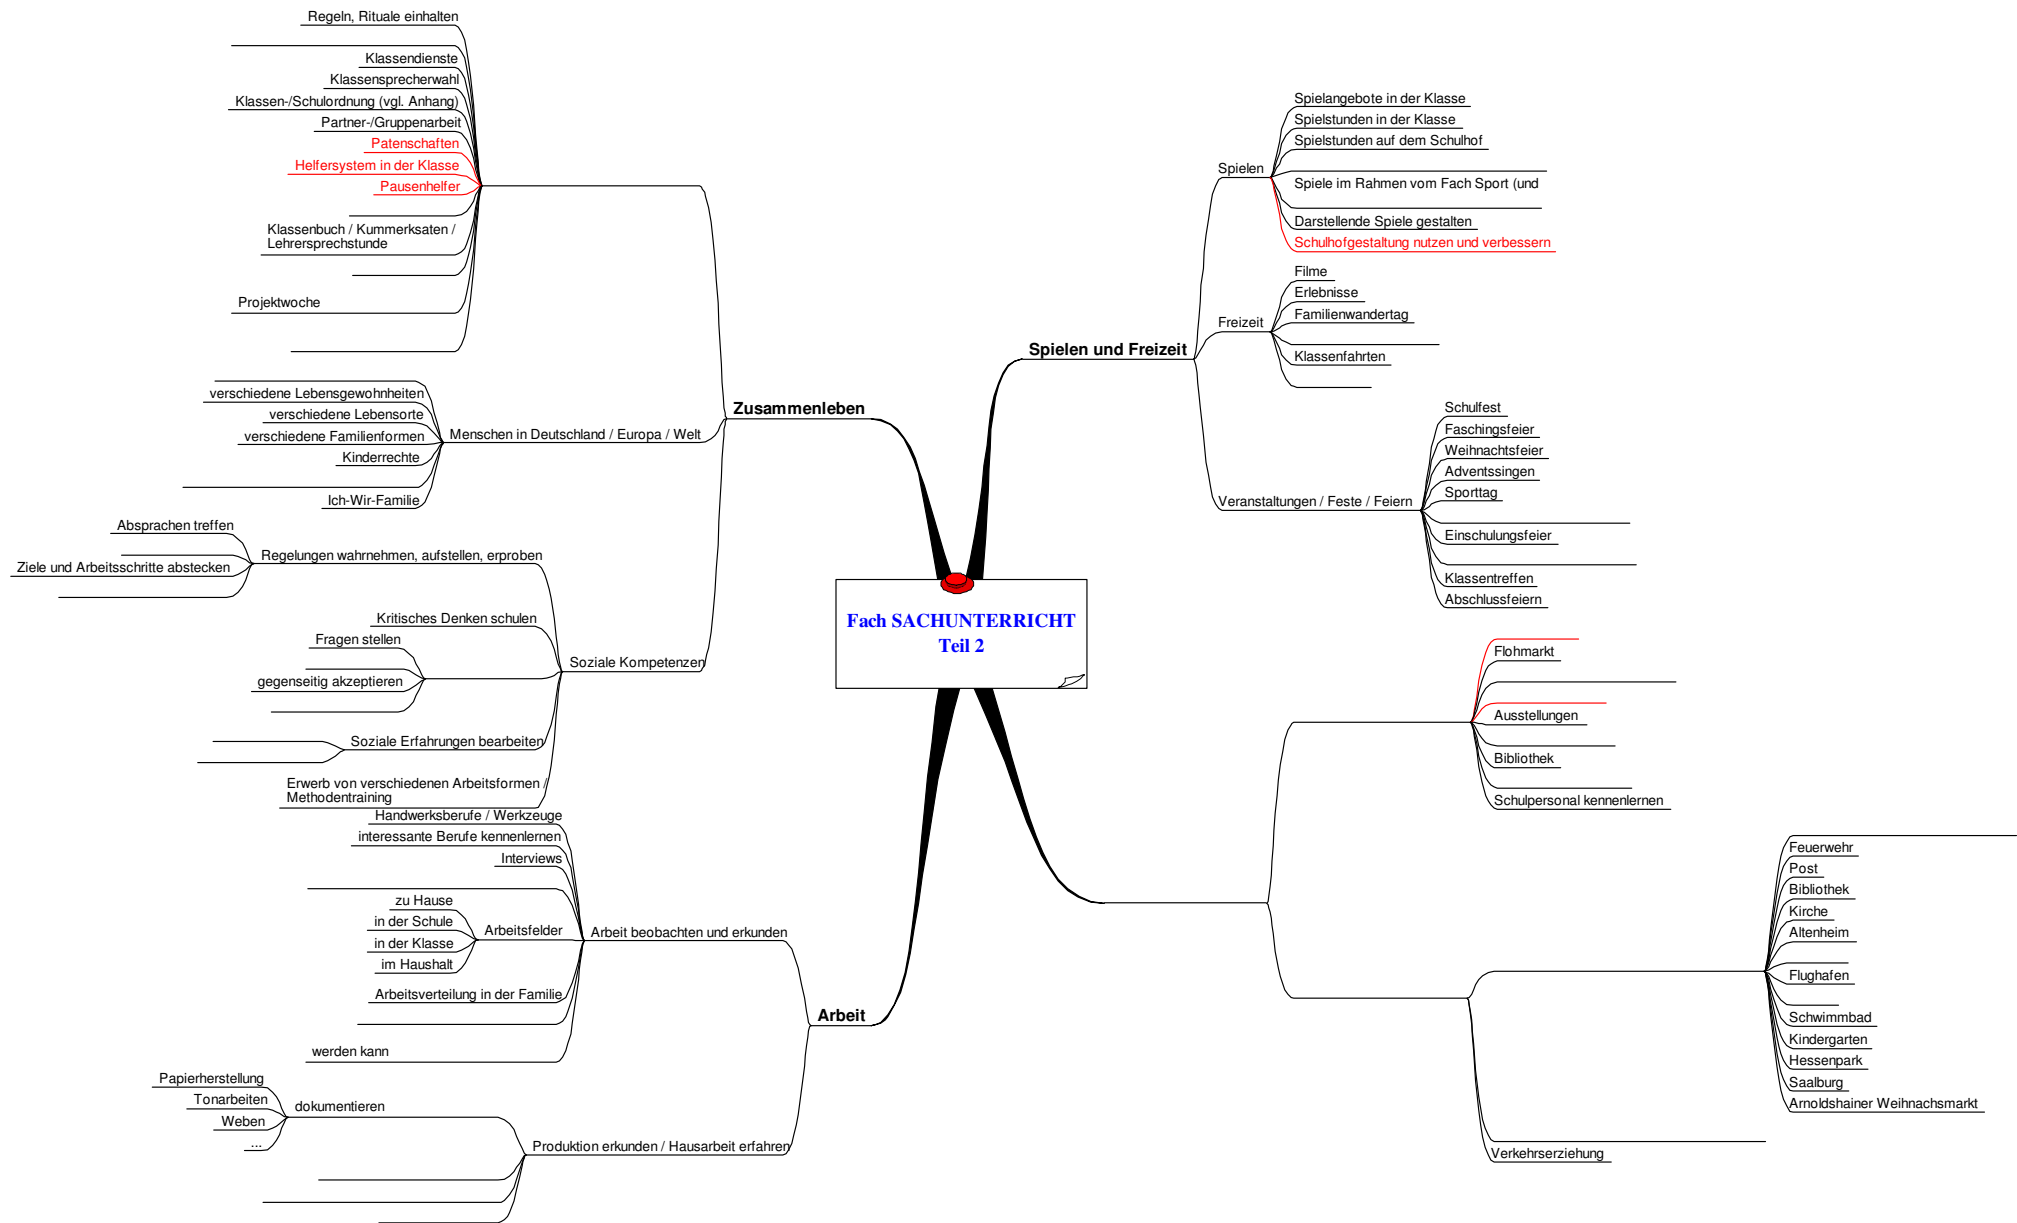 Regeln, Rituale einhalten
Klassendienste
Klassensprecherwahl
Klassen-/Schulordnung (vgl. Anhang)
Partner-/Gruppenarbeit
Patenschaften
Helfersystem in der Klasse
Pausenhelfer
Klassenbuch / Kummerksaten /
Lehrersprechstunde
Projektwoche
verschiedene Lebensgewohnheiten
verschiedene Lebensorte
verschiedene Familienformen
Kinderrechte
Ich-Wir-Familie
Menschen in Deutschland / Europa / Welt
Zusammenleben
Absprachen treffen
Ziele und Arbeitsschritte abstecken
Regelungen wahrnehmen, aufstellen, erproben
Kritisches Denken schulen
Fragen stellen
gegenseitig akzeptieren
Soziale Kompetenzen
Soziale Erfahrungen bearbeiten
Erwerb von verschiedenen Arbeitsformen /
Methodentraining
Handwerksberufe / Werkzeuge
interessante Berufe kennenlernen
Interviews
zu Hause
in der Schule
in der Klasse
im Haushalt
Arbeitsfelder
Arbeit beobachten und erkunden
Arbeitsverteilung in der Familie
werden kann
Arbeit
Papierherstellung
Tonarbeiten
Weben
...
dokumentieren
Produktion erkunden / Hausarbeit erfahren
Fach SACHUNTERRICHT
Teil 2
Spielen und Freizeit
Spielen
Spielangebote in der Klasse
Spielstunden in der Klasse
Spielstunden auf dem Schulhof
Spiele im Rahmen vom Fach Sport (und
Darstellende Spiele gestalten
Schulhofgestaltung nutzen und verbessern
Freizeit
Filme
Erlebnisse
Familienwandertag
Klassenfahrten
Veranstaltungen / Feste / Feiern
Schulfest
Faschingsfeier
Weihnachtsfeier
Adventssingen
Sporttag
Einschulungsfeier
Klassentreffen
Abschlussfeiern
Flohmarkt
Ausstellungen
Bibliothek
Schulpersonal kennenlernen
Feuerwehr
Post
Bibliothek
Kirche
Altenheim
Flughafen
Schwimmbad
Kindergarten
Hessenpark
Saalburg
Arnoldshainer Weihnachsmarkt
Verkehrserziehung